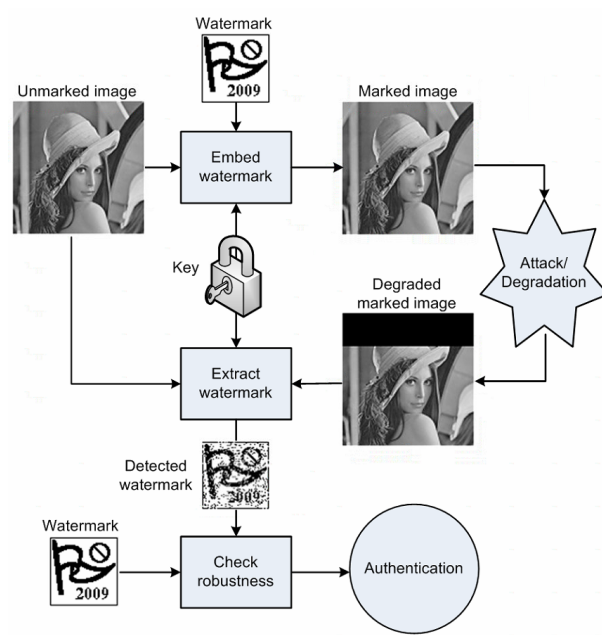 Watermark
2009
Unmarked image
Marked image
Embed
watermark
Key
Attack/
Degradation
Degraded
marked image
Extract
watermark
Detected
watermark
2009
Watermark
2009
Check
robustness
Authentication